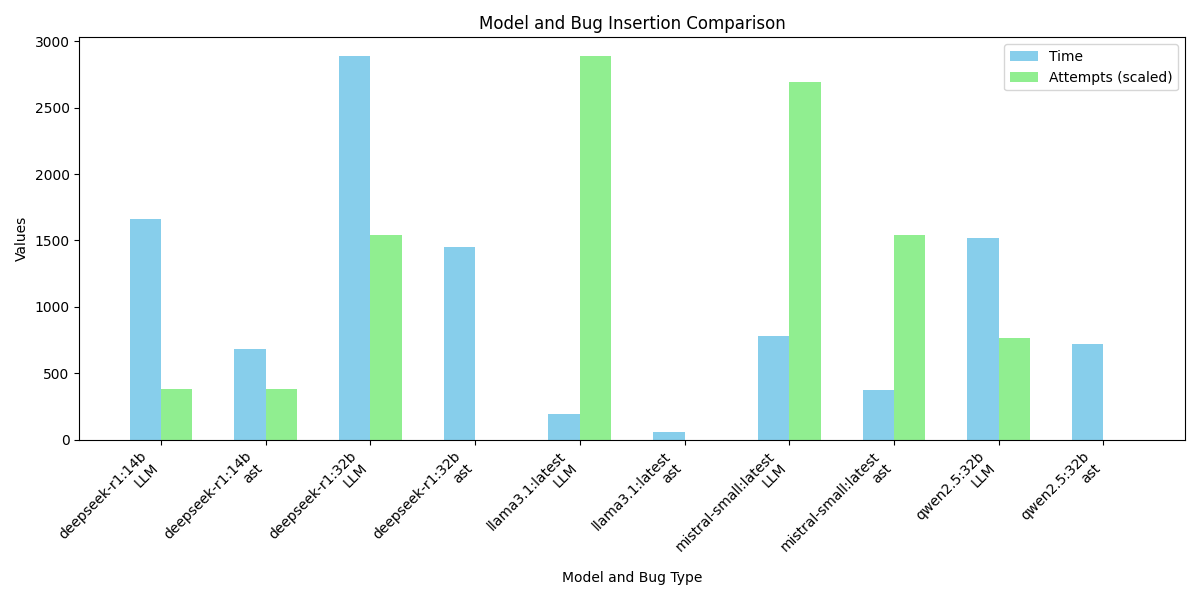 Model and Bug Insertion Comparison
Time
Attempts (scaled)
Values
3000
2500
2000
1500
1000
500
0
deepseek-r1:14b
LLM
deepseek-r1:14b
ast
deepseek-r1:32b
LLM
deepseek-r1:32b
ast
llama3.1:latest
LLM
llama3.1:latest
ast
mistral-small:latest
LLM
mistral-small:latest
ast
qwen2.5:32b
LLM
qwen2.5:32b
ast
Model and Bug Type